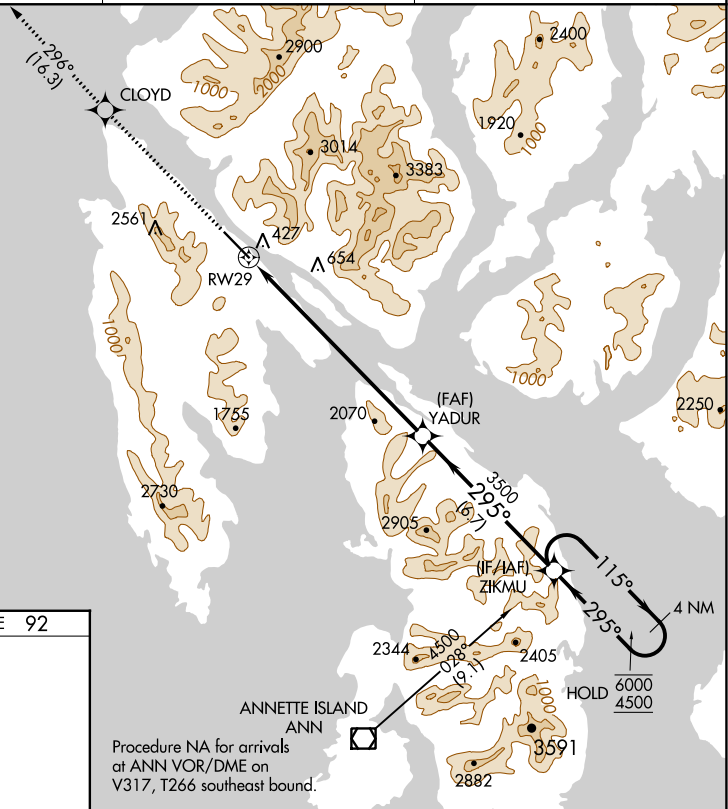 296°
(16.3)
CLOYD
2900
2000
1000
2400
1920
1000
3014
3383
2561
427
654
RW29
1000
1000
(FAF)
YADUR
2070
1755
2250
2730
3500
295°
(6.7)
2905
(IF/IAF)
ZIKMU
115°
4 NM
295°
E 92
2344
4500
028°
(9.1)
2405
HOLD
6000
4500
1000
ANNETTE ISLAND
ANN
3591
2882
Procedure NA for arrivals
at ANN VOR/DME on
V317, T266 southeast bound.